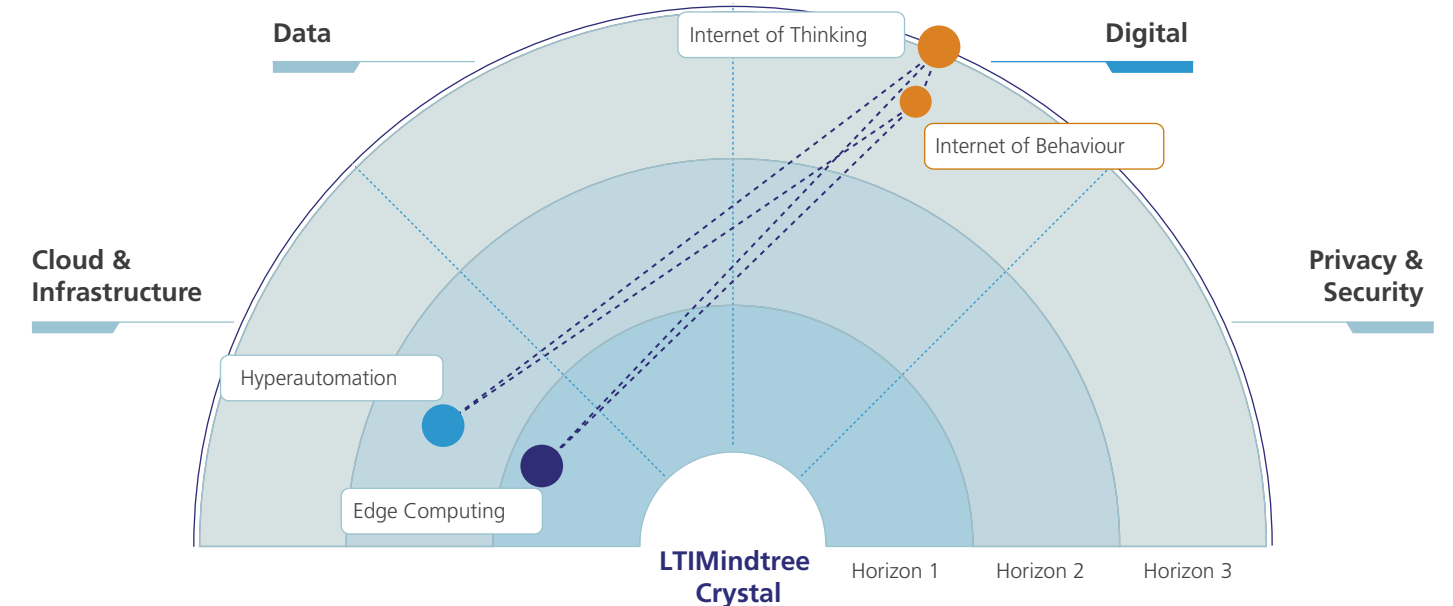 Data
Internet of Thinking
Digital
Internet of Behaviour
Cloud &
Infrastructure
Privacy &
Security
Hyperautomation
Edge Computing
LTIMindtree
Crystal
Horizon 1
Horizon 2
Horizon 3